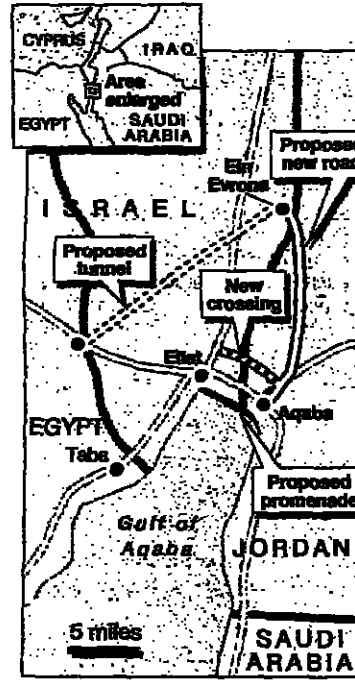 CYPRUS
IRAQ
Area
enlarged
EGYPT
SAUDI
ARABIA
Proposed
new road
Ein
Evrona
ISRAEL
Proposed
tunnel
New
crossing
Eilat
Aqaba
EGYPT
Taba
Proposed
promenade
Gulf of
Aqaba
JORDAN
5 miles
SAUDI
ARABIA